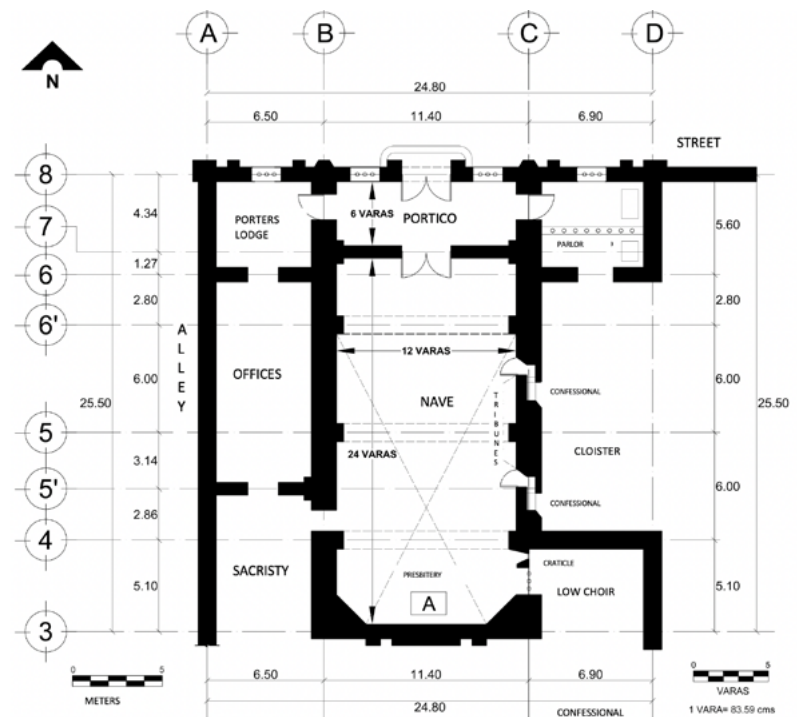 A B C D
N
24.80
6.50 11.40 6.90
STREET
8
7
6
6'
5
5'
4
3
4.34
1.27
2.80
6.00
3.14
2.86
5.10
25.50
ALLEY
PORTERS
LODGE
6 VARAS
PORTICO
PARLOR
5.60
2.80
6.00
6.00
5.10
25.50
12 VARAS
OFFICES
NAVE
TRIBUNES
CONFESSIONAL
CLOISTER
24 VARAS
CONFESSIONAL
SACRISTY
PRESBITERY
A
CRATICLE
LOW CHOIR
0 5
METERS
6.50 11.40 6.90
24.80
CONFESSIONAL
0 5
VARAS
1 VARA= 83.59 cms